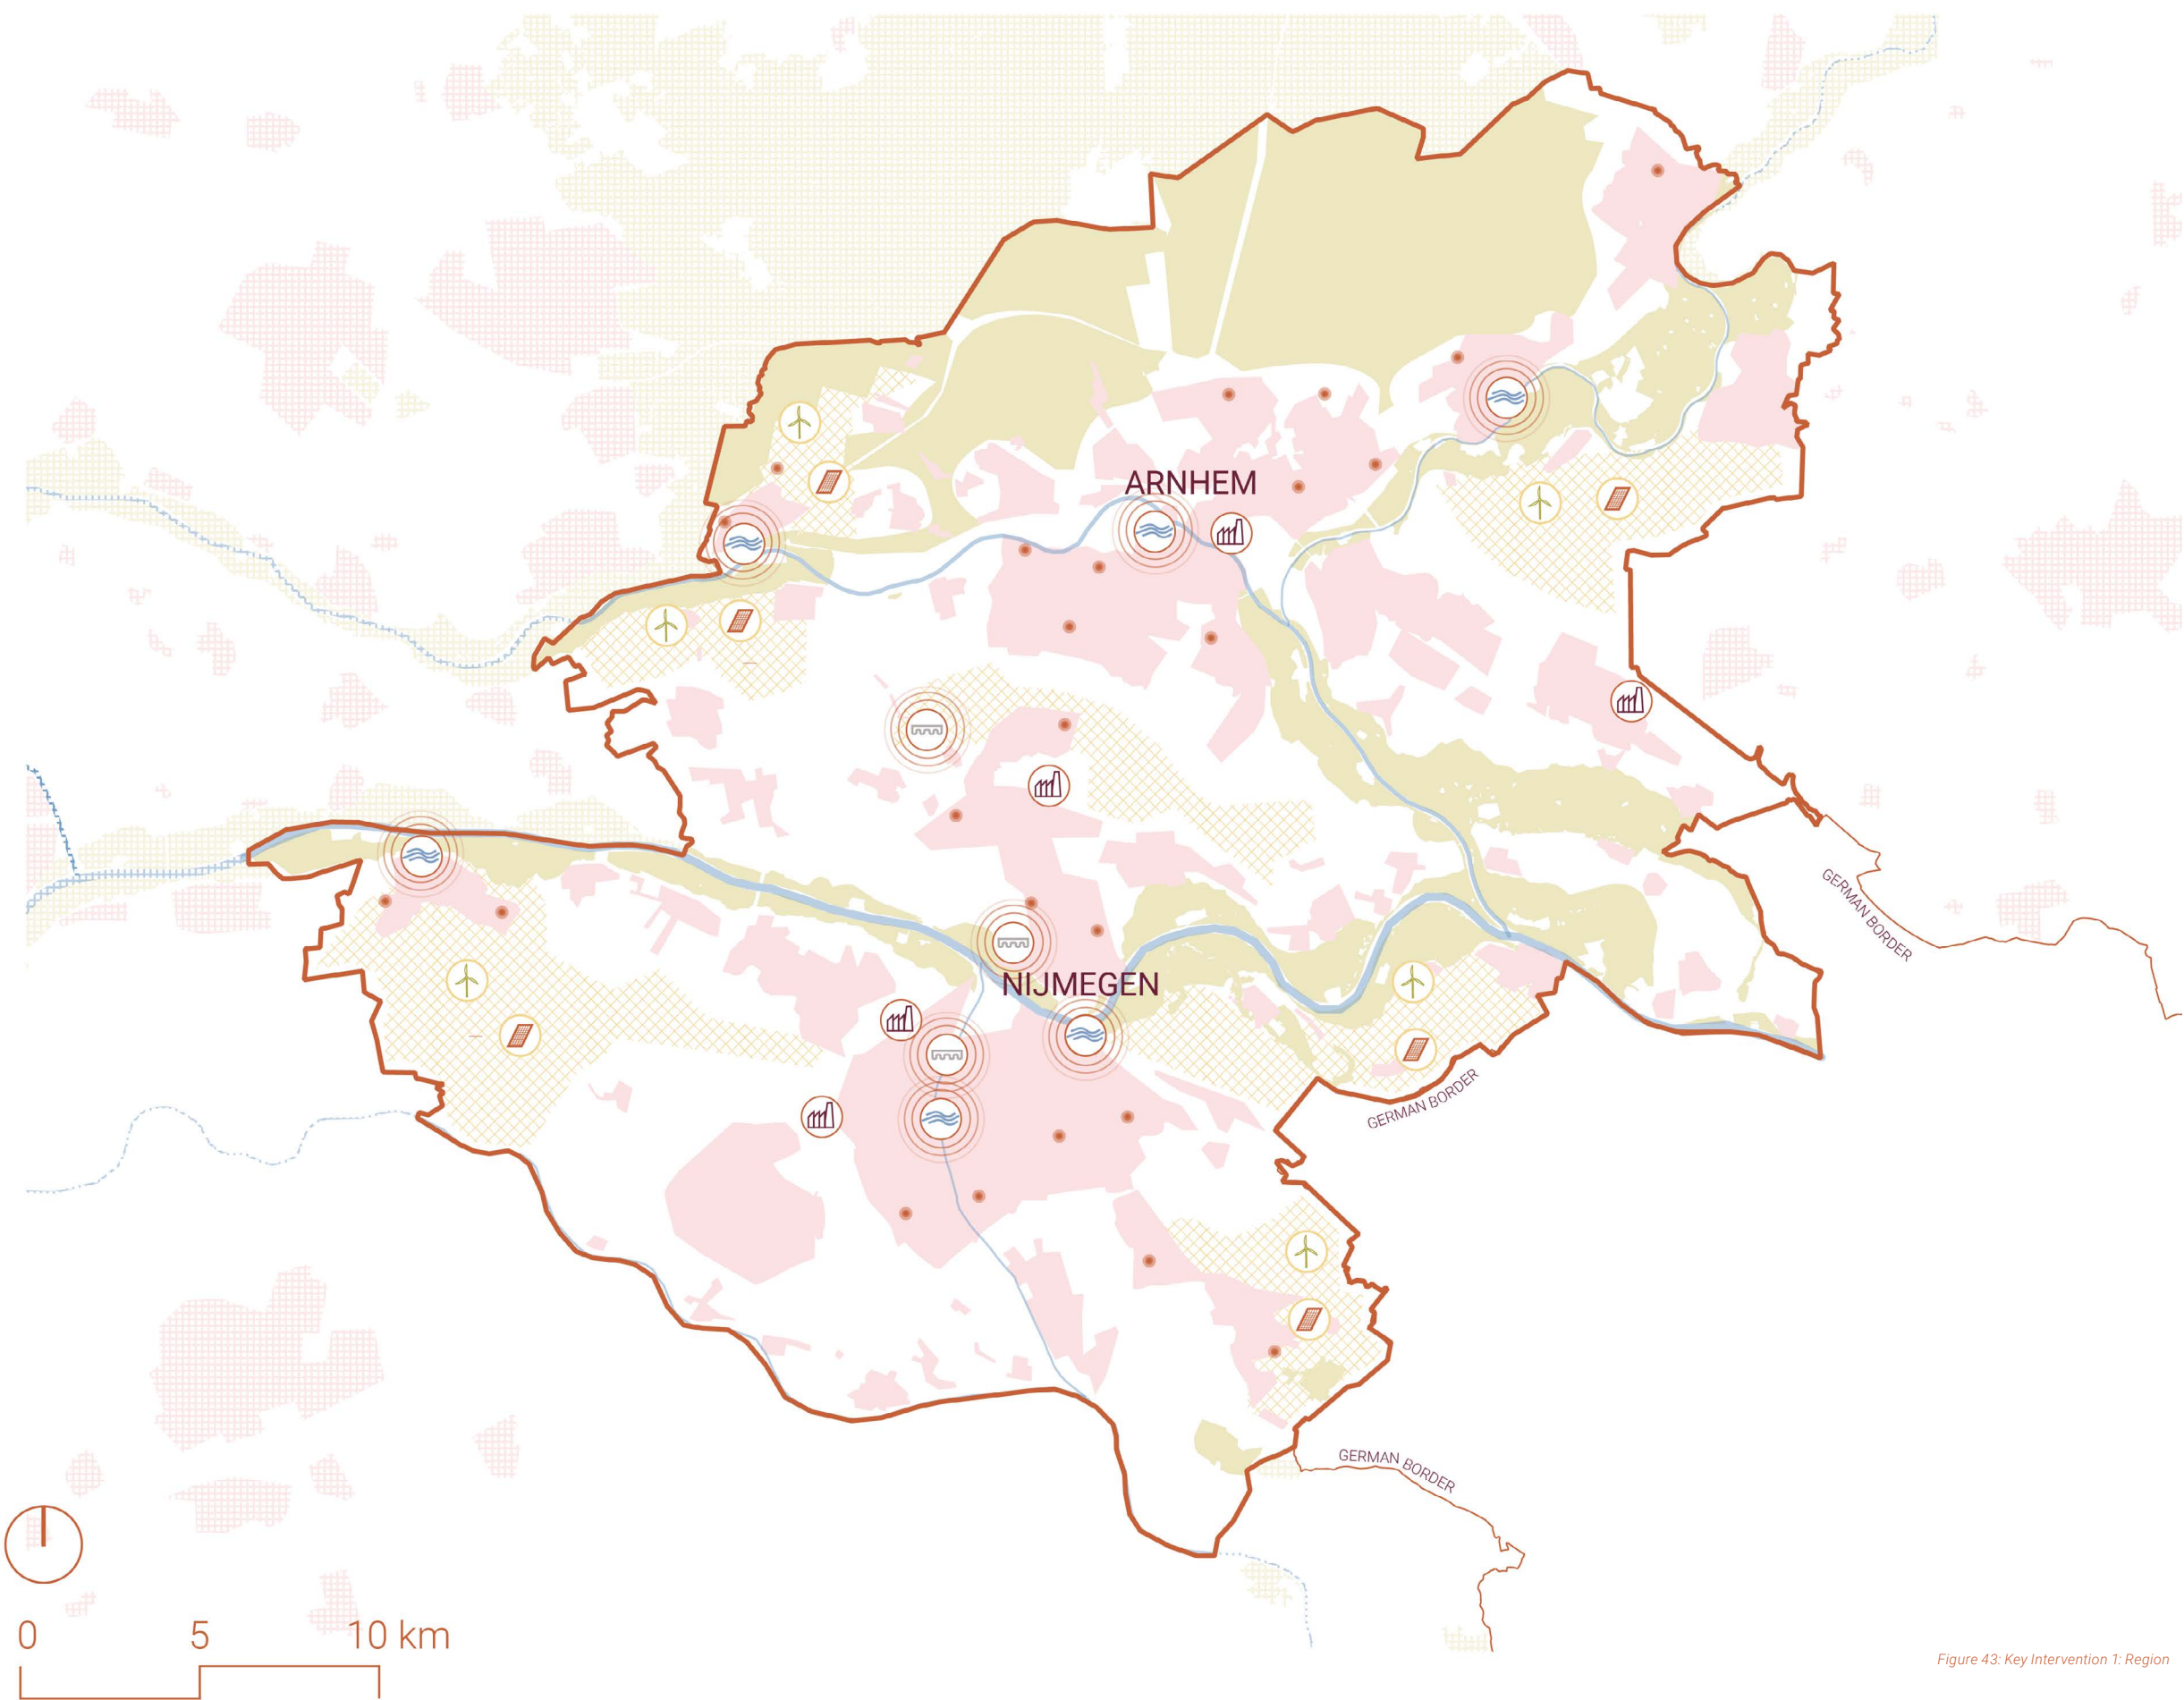 ARNHEM
GERMAN BORDER
NIJMEGEN
GERMAN BORDER
GERMAN BORDER
0 5 10 km
Figure 43: Key Intervention 1: Region